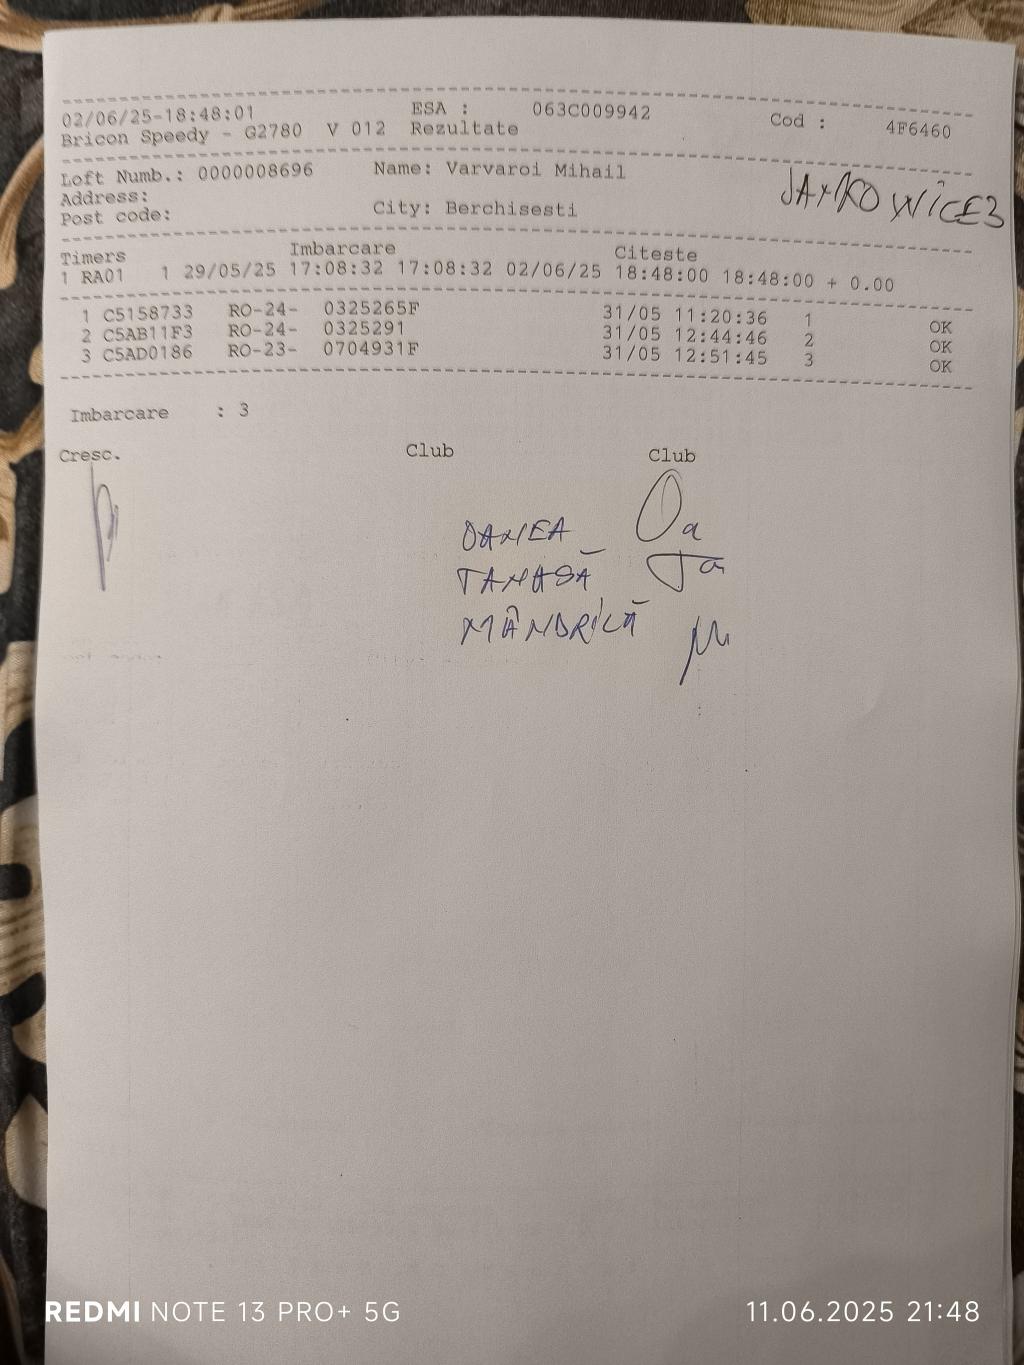 02/06/25-18:48:01 ESA : 063C009942 Cod : 4F6460
Bricon Speedy - G2780 V 012 Rezultate
Loft Numb.: 0000008696 Name: Varvaroi Mihail
Address:
Post code: City: Berchisesti
Timers Imbarcare Citeste
1 RA01 1 29/05/25 17:08:32 17:08:32 02/06/25 18:48:00 18:48:00 + 0.00
1 C5158733 RO-24- 0325265F 31/05 11:20:36 1 OK
2 C5AB11F3 RO-24- 0325291 31/05 12:44:46 2 OK
3 C5AD0186 RO-23- 0704931F 31/05 12:51:45 3 OK
Imbarcare : 3
Cresc. Club Club
OANEA Oa
TANASĂ Ta
MÂNDRILĂ
REDMI NOTE 13 PRO+ 5G 11.06.2025 21:48